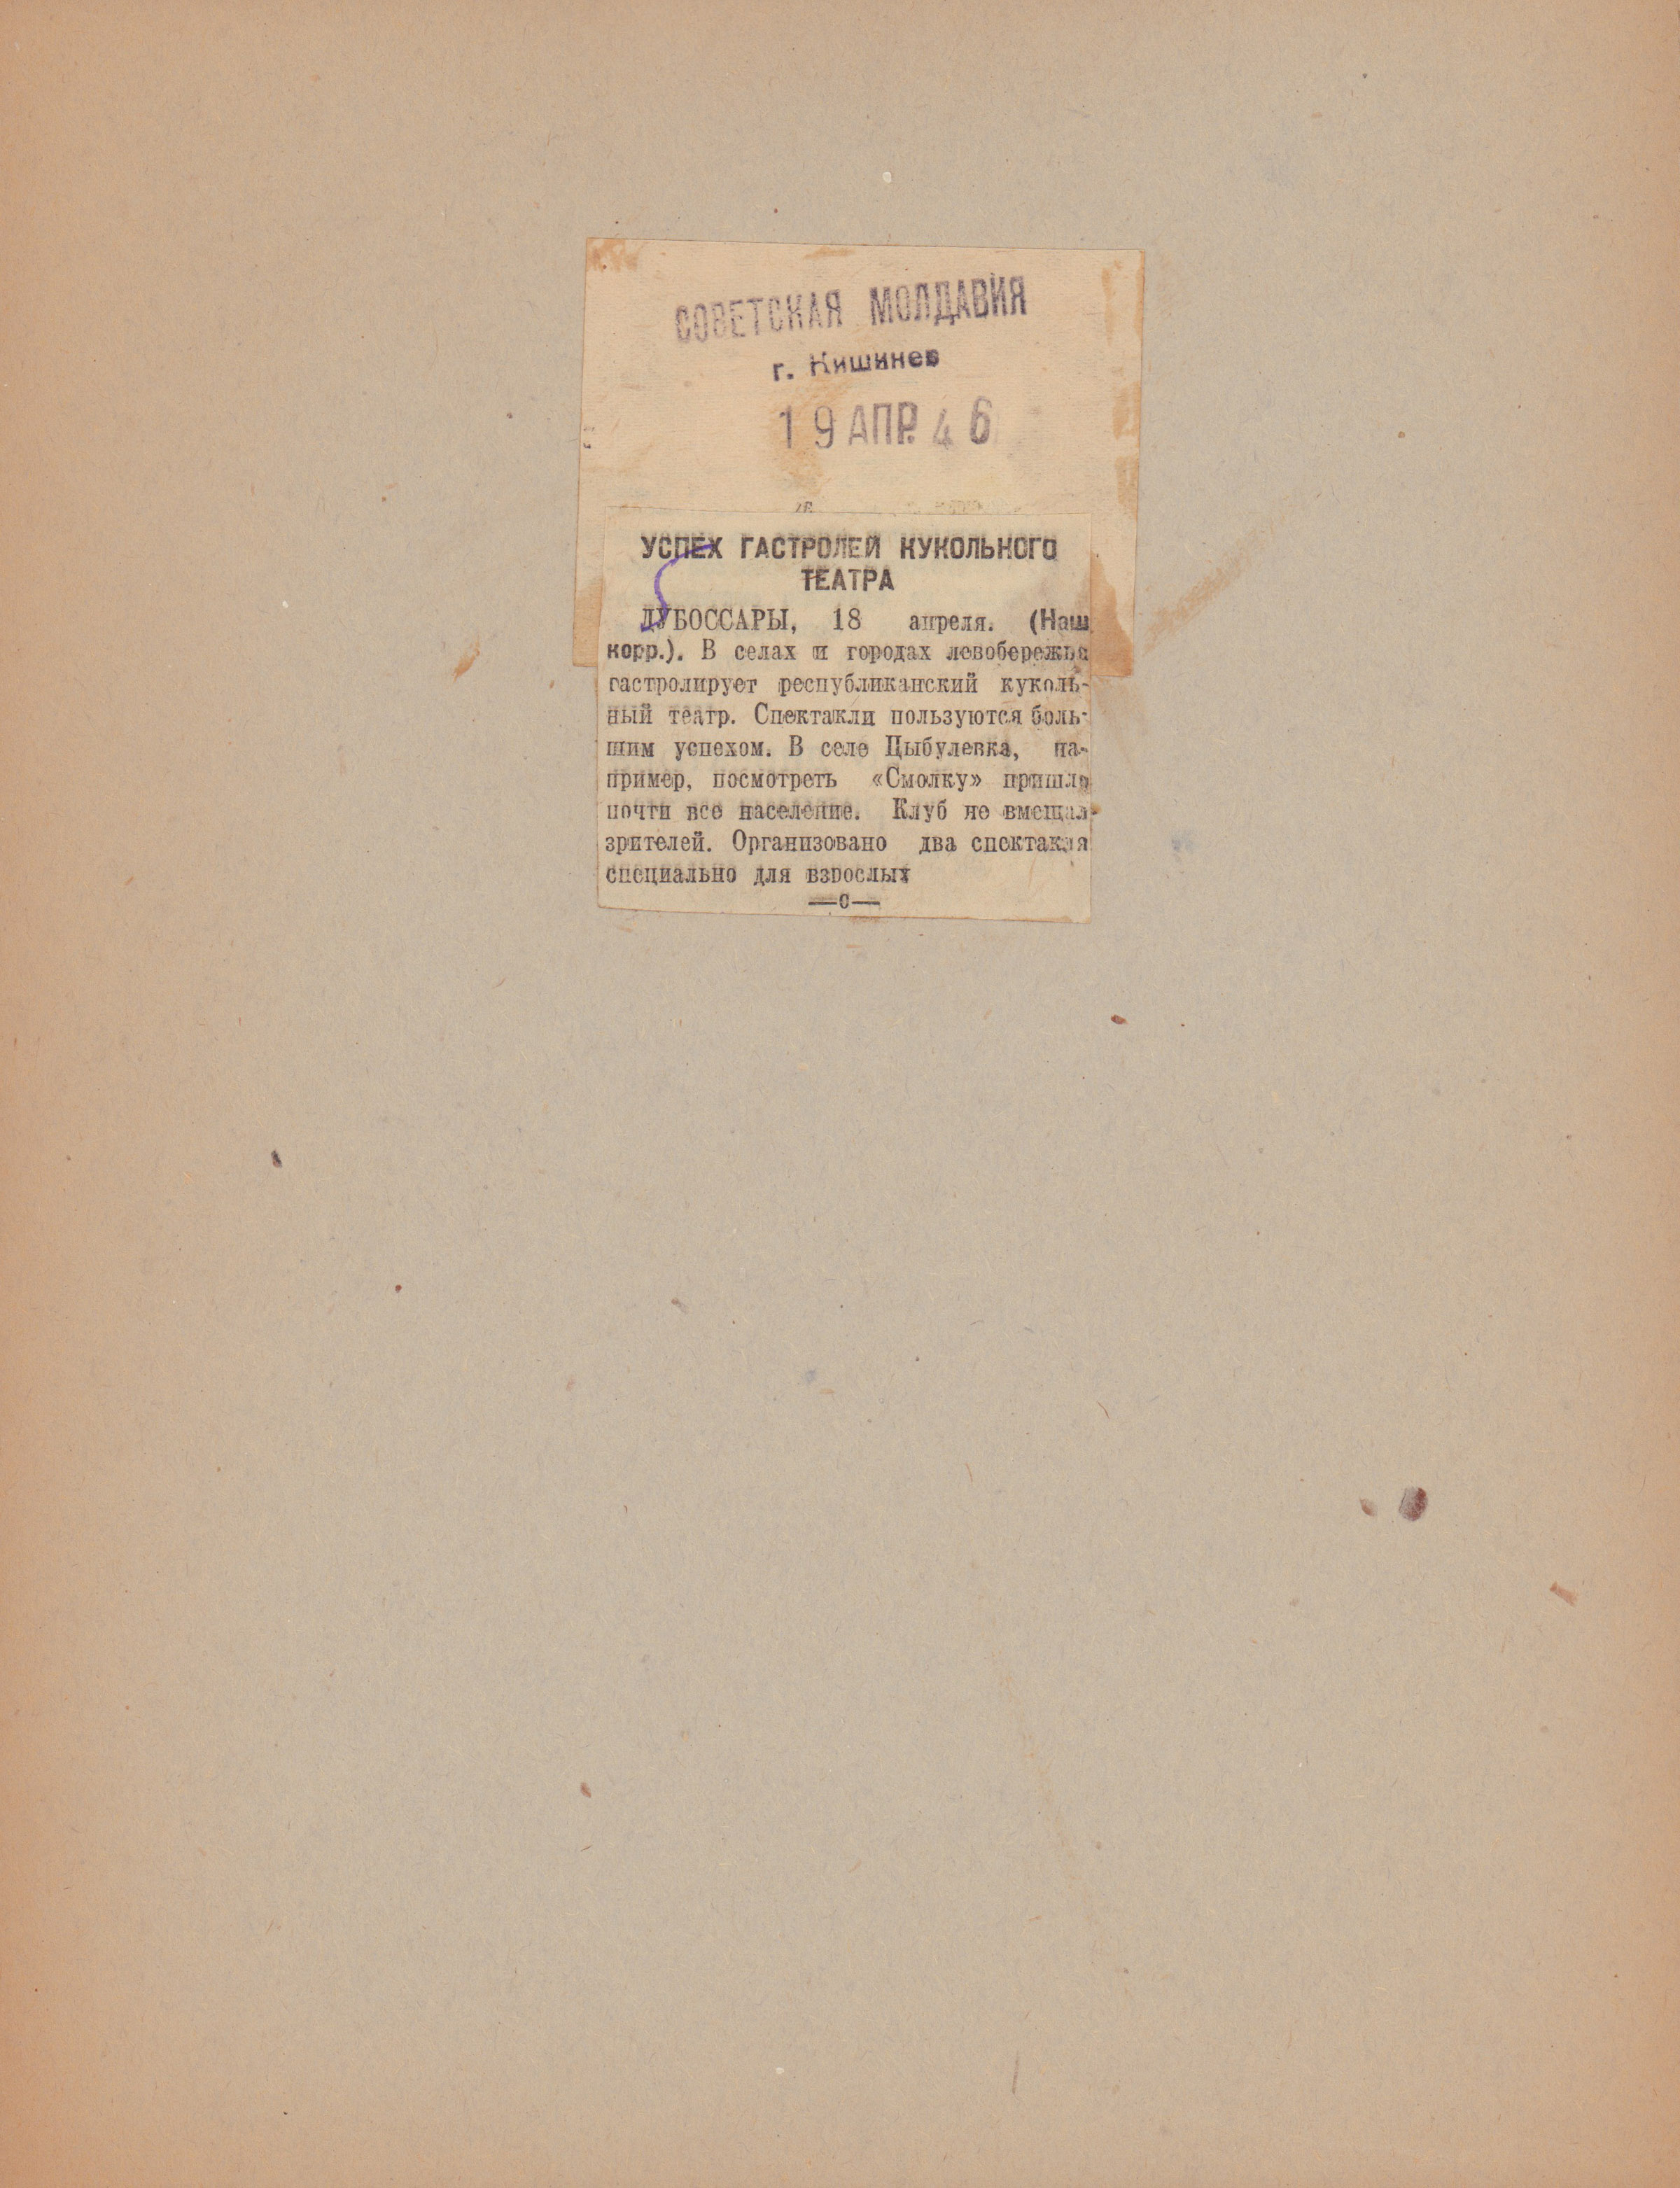 СОВЕТСКАЯ МОЛДАВИЯ
г. Кишинев
19 АПР. 46
УСПЕХ ГАСТРОЛЕЙ КУКОЛЬНОГО
ТЕАТРА
ДУБОССАРЫ, 18 апреля. (Наш
корр.). В селах и городах левобережья
гастролирует республиканский куколь-
ный театр. Спектакли пользуются боль-
шим успехом. В селе Цыбулевка, на-
пример, посмотреть «Смолку» пришло
почти все население. Клуб не вмещал
зрителей. Организовано два спектакля
специально для взрослых
—О—